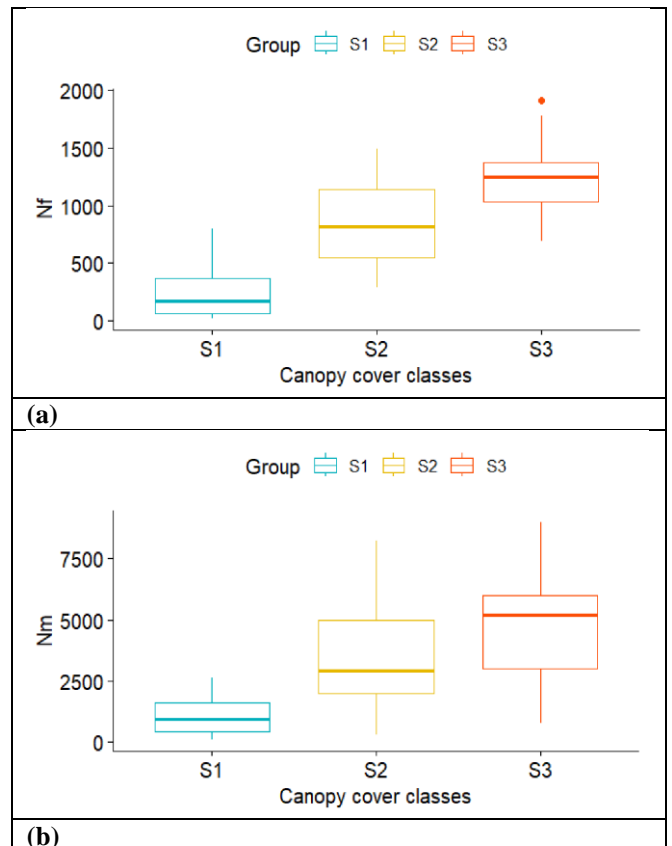 Group S1 S2 S3
2000
1500
1000
500
0
Nf
S1 S2 S3
Canopy cover classes
(a)
Group S1 S2 S3
7500
5000
2500
0
Nm
S1 S2 S3
Canopy cover classes
(b)